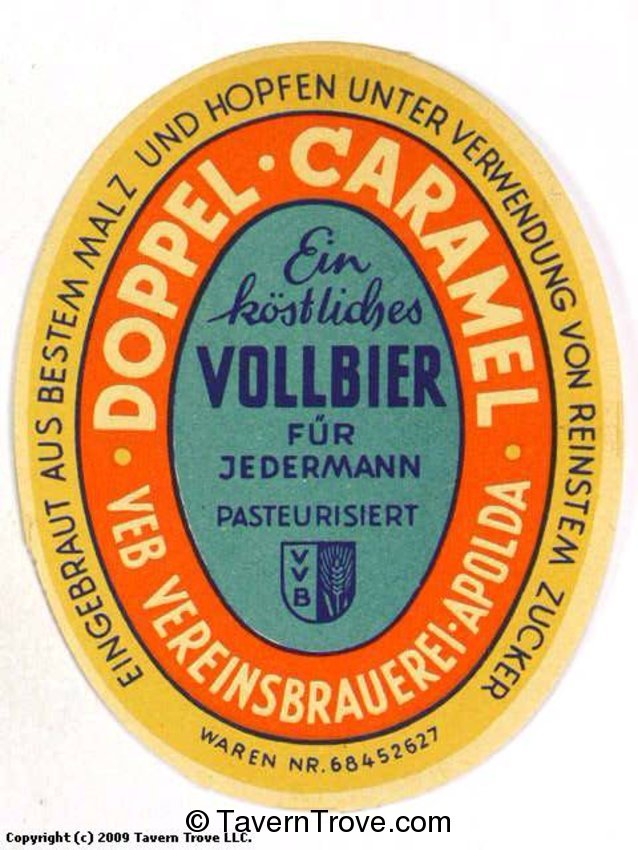 EINGEBRAUT AUS BESTEM MALZ UND HOPFEN UNTER VERWENDUNG VON REINSTEM ZUCKER
DOPPEL · CARAMEL
Ein
köstliches
VOLLBIER
FÜR
JEDERMANN
PASTEURISIERT
V
V
B
· VEB VEREINSBRAUEREI · APOLDA ·
WAREN NR. 68452627
Copyright (c) 2009 Tavern Trove LLC.
© TavernTrove.com